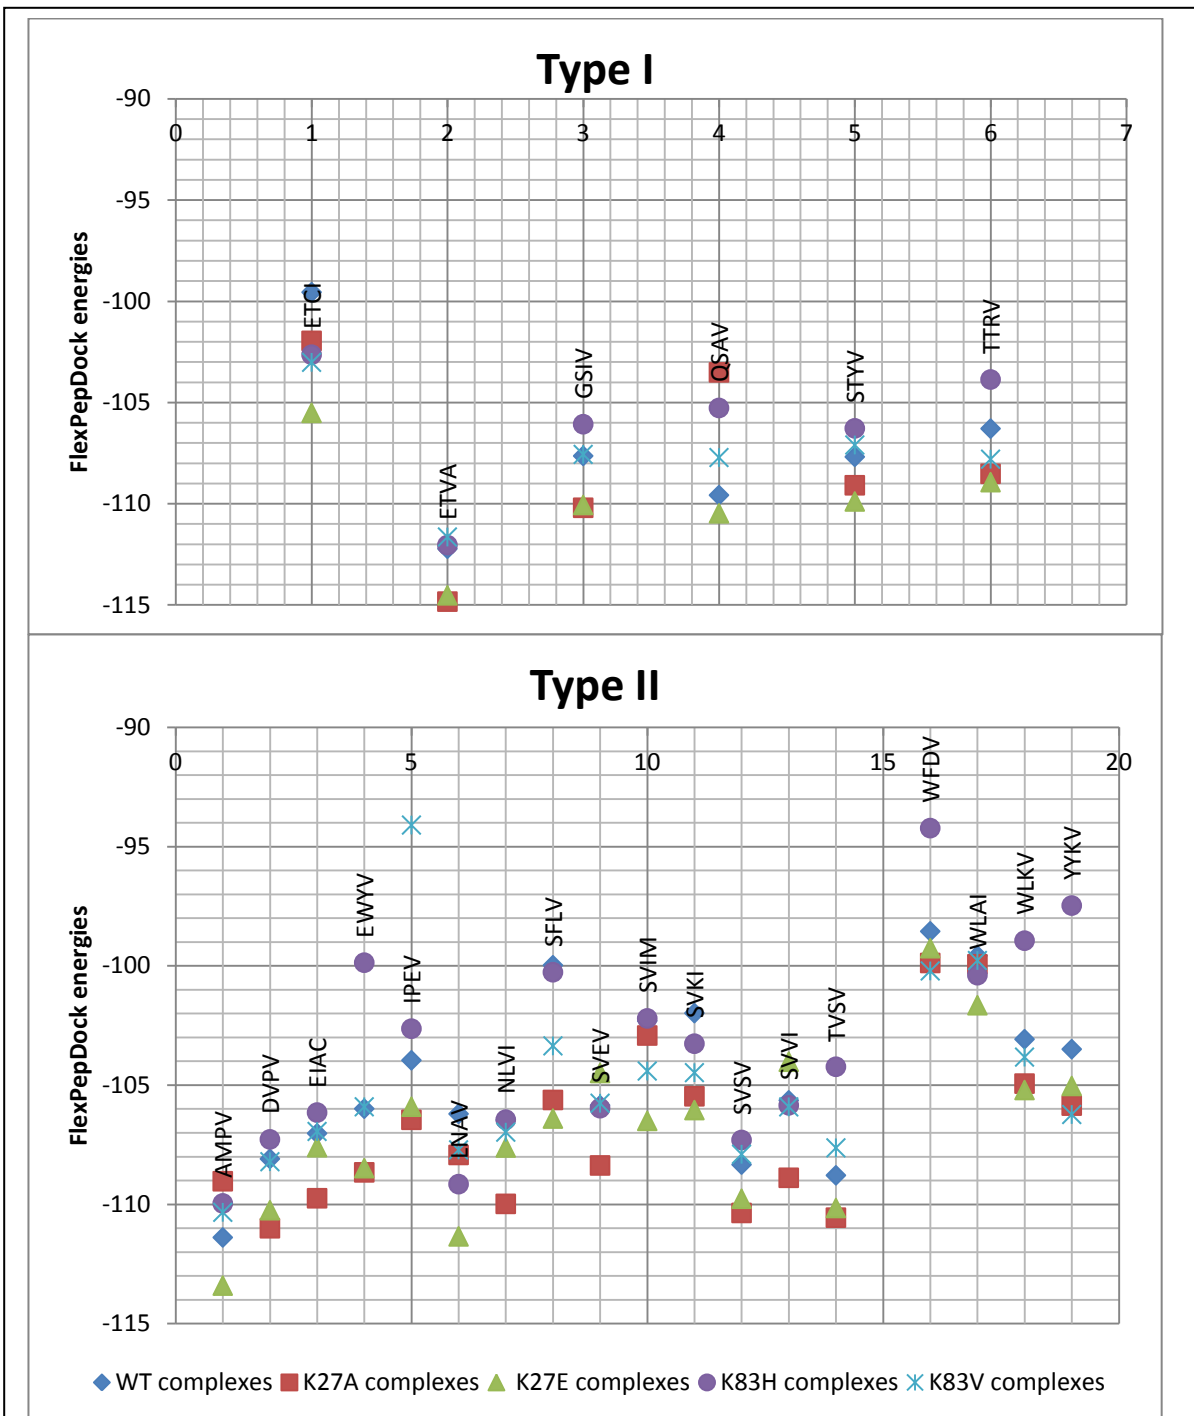 Type I
-90
0 1 2 3 4 5 6 7
-95
FlexPepDock energies
-100
ETCI
TTRV
GSIV
QSAV
STYV
-105
ETVA
-110
-115
Type II
-90
0 5 10 15 20
WFDV
-95
YYKV
WLKV
EWYV
SFLV
WLAI
-100
FlexPepDock energies
IPEV
SVIM
SVKI
EIAC
TVSV
DVPV
NLVI
SVEV
SVVI
-105
SVSV
AMPV
LNAV
-110
-115
WT complexes K27A complexes K27E complexes K83H complexes K83V complexes